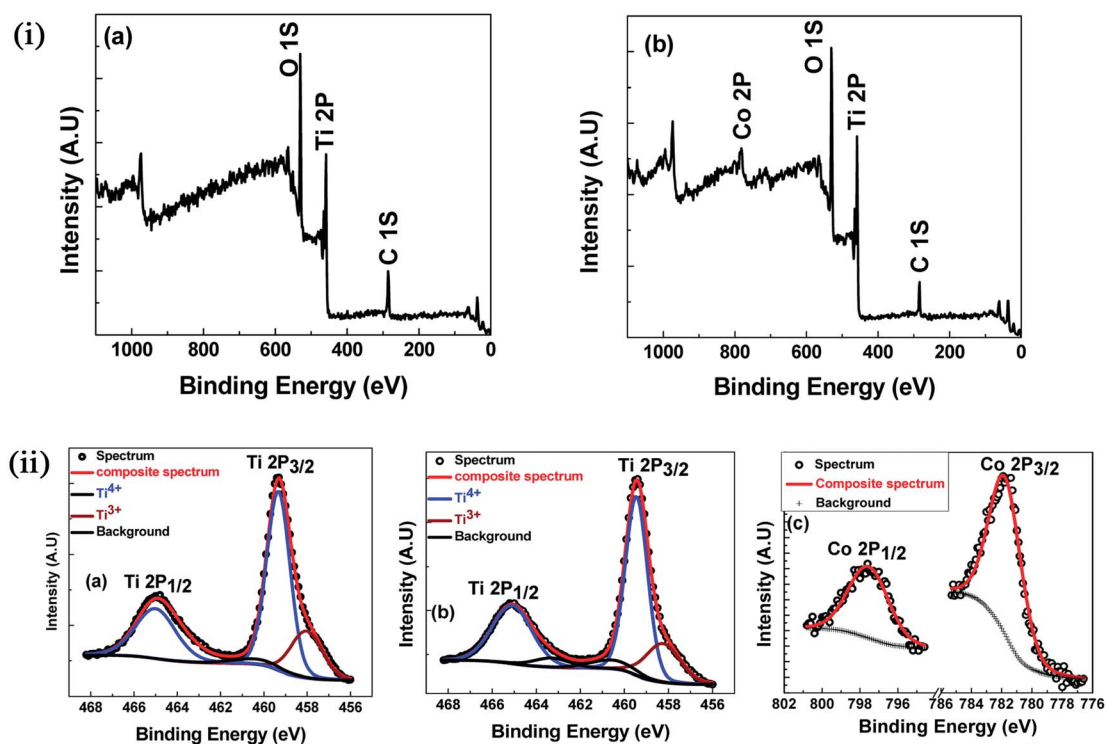 (i)
(a)
O 1S
Ti 2P
C 1S
Intensity (A.U)
1000 800 600 400 200 0
Binding Energy (eV)
(b)
Co 2P
O 1S
Ti 2P
C 1S
Intensity (A.U)
1000 800 600 400 200 0
Binding Energy (eV)
(ii)
Spectrum
composite spectrum
Ti4+
Ti3+
Background
Ti 2P3/2
(a)
Ti 2P1/2
Intensity (A.U)
468 466 464 462 460 458 456
Binding Energy (eV)
Spectrum
composite spectrum
Ti4+
Ti3+
Background
Ti 2P3/2
Ti 2P1/2
(b)
Intensity (A.U)
468 466 464 462 460 458 456
Binding Energy (eV)
Spectrum
Composite spectrum
Background
(c)
Co 2P3/2
Co 2P1/2
Intensity (A.U)
802 800 798 796 786 784 782 780 778 776
Binding Energy (eV)